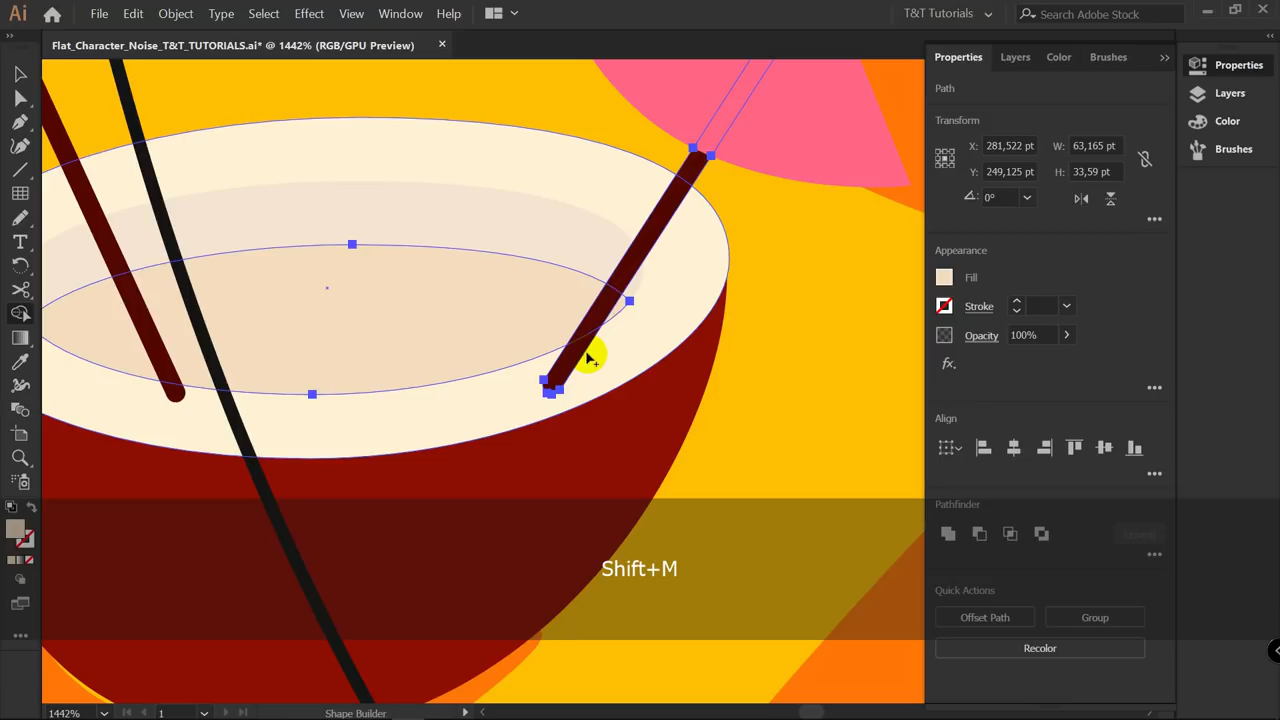 Ai
File Edit Object Type Select Effect View Window Help
T&T Tutorials
Search Adobe Stock
Flat_Character_Noise_T&T_TUTORIALS.ai* @ 1442% (RGB/GPU Preview)
Properties Layers Color Brushes
Path
Transform
X: 281,522 pt W: 63,165 pt
Y: 249,125 pt H: 33,59 pt
0°
Appearance
Fill
Stroke
Opacity 100%
fx.
Align
Pathfinder
Expand
Quick Actions
Offset Path Group
Recolor
Properties
Layers
Color
Brushes
Shift+M
1442% 1 Shape Builder